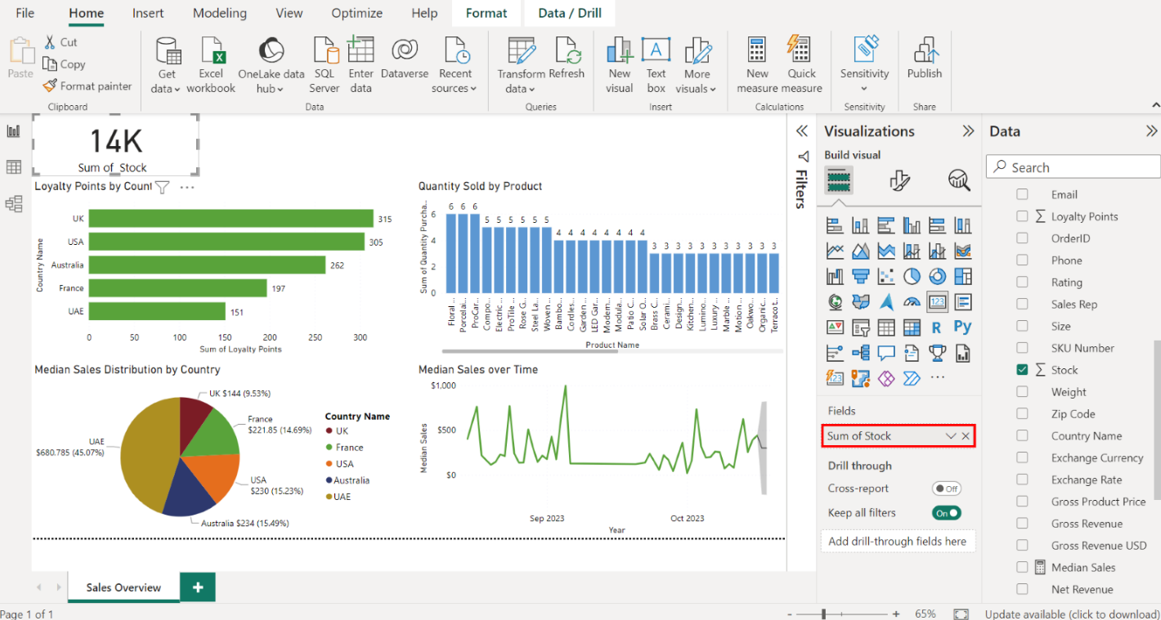 File Home Insert Modeling View Optimize Help Format Data / Drill
Paste
Cut
Copy
Format painter
Clipboard
Get data
Excel workbook
OneLake data hub
SQL Server
Enter data
Dataverse
Recent sources
Data
Transform data
Refresh
Queries
New visual
Text box
More visuals
Insert
New measure
Quick measure
Calculations
Sensitivity
Sensitivity
Publish
Share
14K
Sum of Stock
Loyalty Points by Count
Country Name
UK 315
USA 305
Australia 262
France 197
UAE 151
0 50 100 150 200 250 300
Sum of Loyalty Points
Quantity Sold by Product
Sum of Quantity Purcha...
6
4
2
0
6 6 6 5 5 5 5 5 5 4 4 4 4 4 4 4 4 3 3 3 3 3 3 3 3 3 3 3
Floral ...
Porcelai...
ProCar...
Compo...
Electric ...
ProTile ...
Rose G...
Steel La...
Woven ...
Bambo...
Cordles...
Garden ...
LED Gar...
Modern...
Modula...
Patio C...
Solar O...
Brass C...
Cerami...
Design...
Kitchen...
Lumino...
Luxury ...
Marble ...
Motion ...
Oakwo...
Organic...
Terracot...
Product Name
Median Sales Distribution by Country
UK $144 (9.53%)
France
$221.85 (14.69%)
USA
$230 (15.23%)
Australia $234 (15.49%)
UAE
$680.785 (45.07%)
Country Name
UK
France
USA
Australia
UAE
Median Sales over Time
Median Sales
$1,000
$500
$0
Sep 2023 Oct 2023
Year
Filters
Visualizations
Build visual
123
R
Py
123
Fields
Sum of Stock
Drill through
Cross-report
Off
Keep all filters
On
Add drill-through fields here
Data
Search
Email
Loyalty Points
OrderID
Phone
Rating
Sales Rep
Size
SKU Number
Stock
Weight
Zip Code
Country Name
Exchange Currency
Exchange Rate
Gross Product Price
Gross Revenue
Gross Revenue USD
Median Sales
Net Revenue
Sales Overview
Page 1 of 1
- + 65%
Update available (click to download)